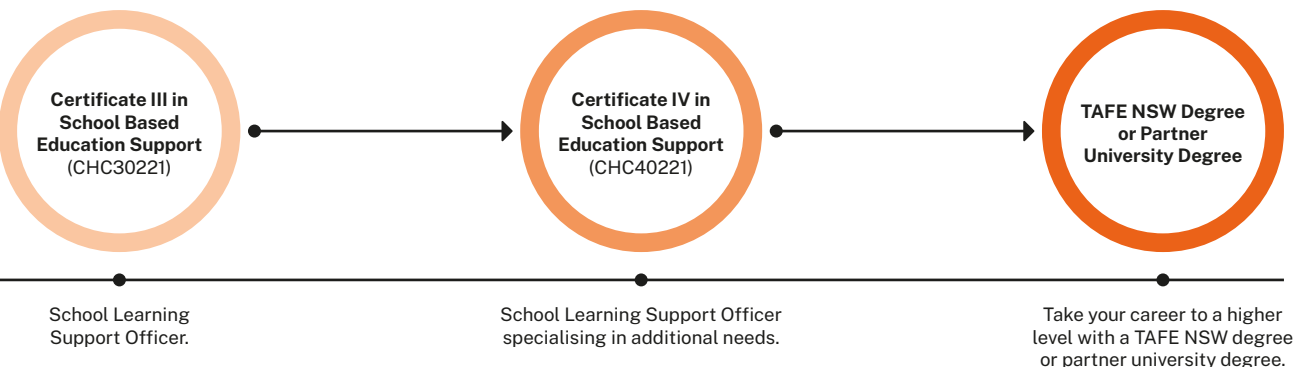 Certificate III in
School Based
Education Support
(CHC30221)
Certificate IV in
School Based
Education Support
(CHC40221)
TAFE NSW Degree
or Partner
University Degree
School Learning
Support Officer.
School Learning Support Officer
specialising in additional needs.
Take your career to a higher
level with a TAFE NSW degree
or partner university degree.